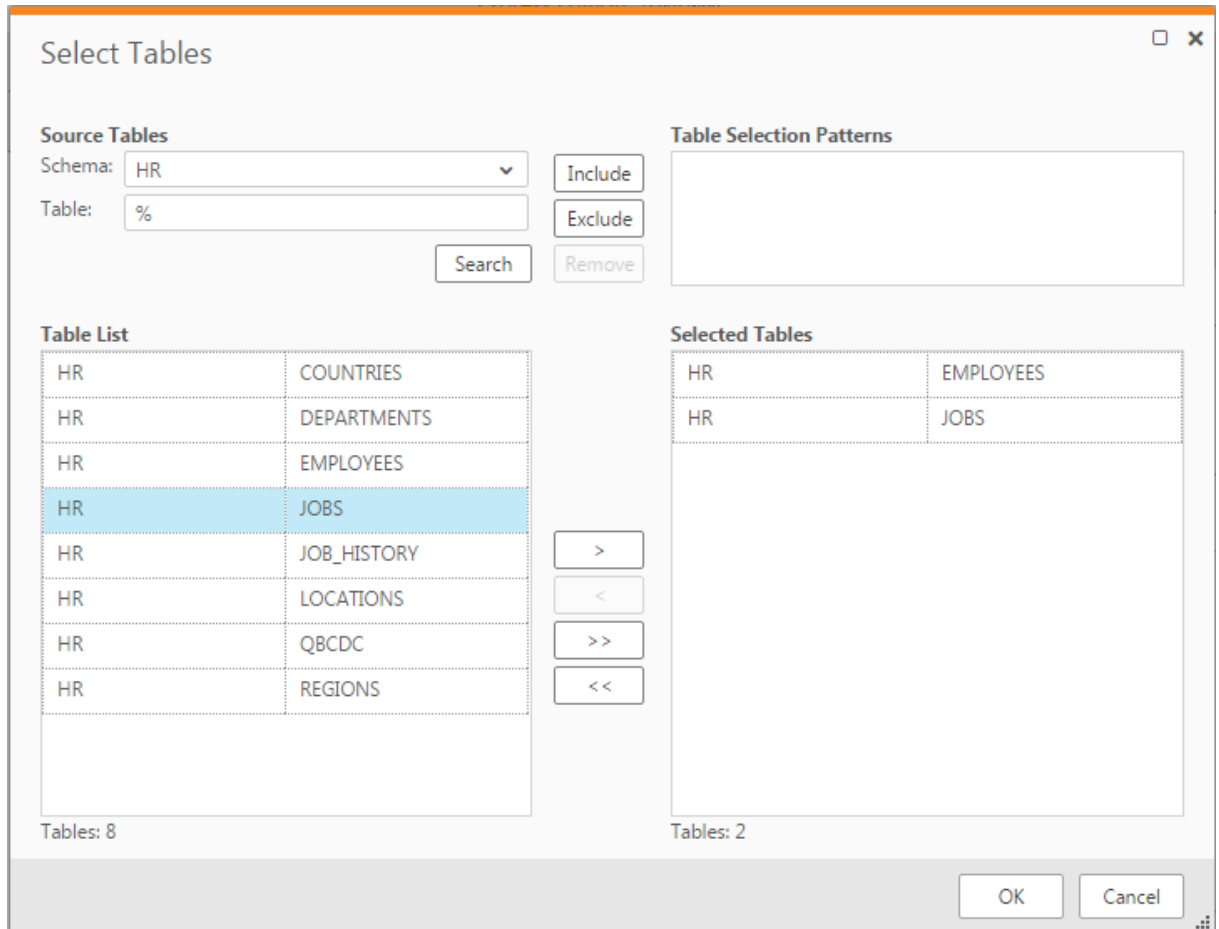 Select Tables
Source Tables
Schema: HR
Table: %
Search
Include
Exclude
Remove
Table Selection Patterns
Table List
HR COUNTRIES
HR DEPARTMENTS
HR EMPLOYEES
HR JOBS
HR JOB_HISTORY
HR LOCATIONS
HR QBCDC
HR REGIONS
Tables: 8
>
<
>>
<<
Selected Tables
HR EMPLOYEES
HR JOBS
Tables: 2
OK Cancel